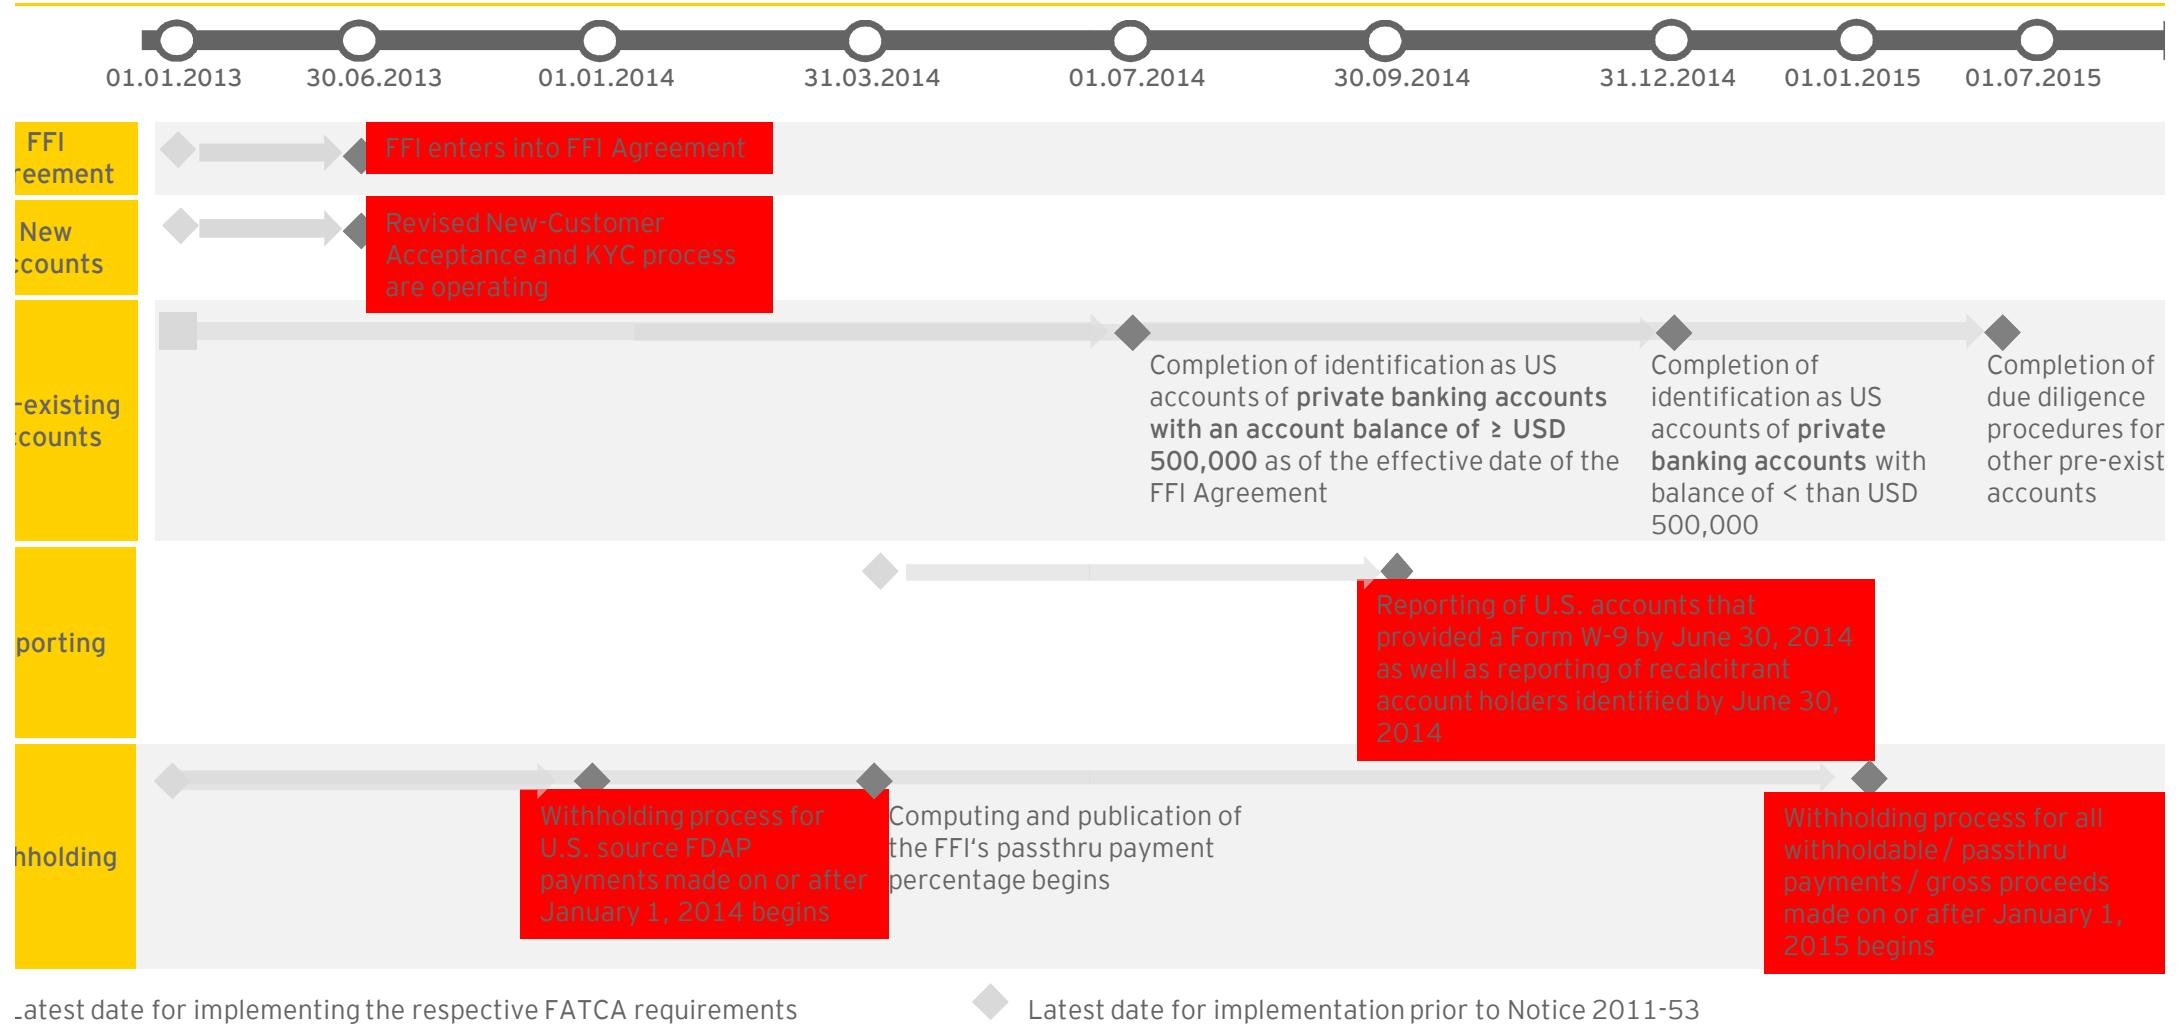 01.01.2013 30.06.2013 01.01.2014 31.03.2014 01.07.2014 30.09.2014 31.12.2014 01.01.2015 01.07.2015
FFI
reement
FFI enters into FFI Agreement
New
ccounts
Revised New-Customer
Acceptance and KYC process
are operating
-existing
counts
Completion of identification as US
accounts of private banking accounts
with an account balance of ≥ USD
500,000 as of the effective date of the
FFI Agreement
Completion of
identification as US
accounts of private
banking accounts with
balance of < than USD
500,000
Completion of
due diligence
procedures for
other pre-exist
accounts
porting
Reporting of U.S. accounts that
provided a Form W-9 by June 30, 2014
as well as reporting of recalcitrant
account holders identified by June 30,
2014
hholding
Withholding process for
U.S. source FDAP
payments made on or after
January 1, 2014 begins
Computing and publication of
the FFI‘s passthru payment
percentage begins
Withholding process for all
withholdable / passthru
payments / gross proceeds
made on or after January 1,
2015 begins
Latest date for implementing the respective FATCA requirements
Latest date for implementation prior to Notice 2011-53